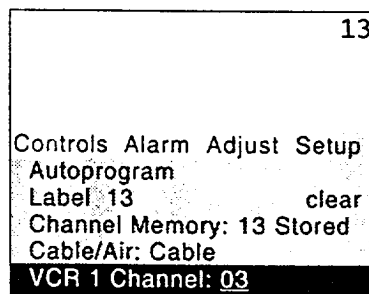 13
Controls Alarm Adjust Setup
Autoprogram
Label 13 clear
Channel Memory: 13 Stored
Cable/Air: Cable
VCR 1 Channel: 03